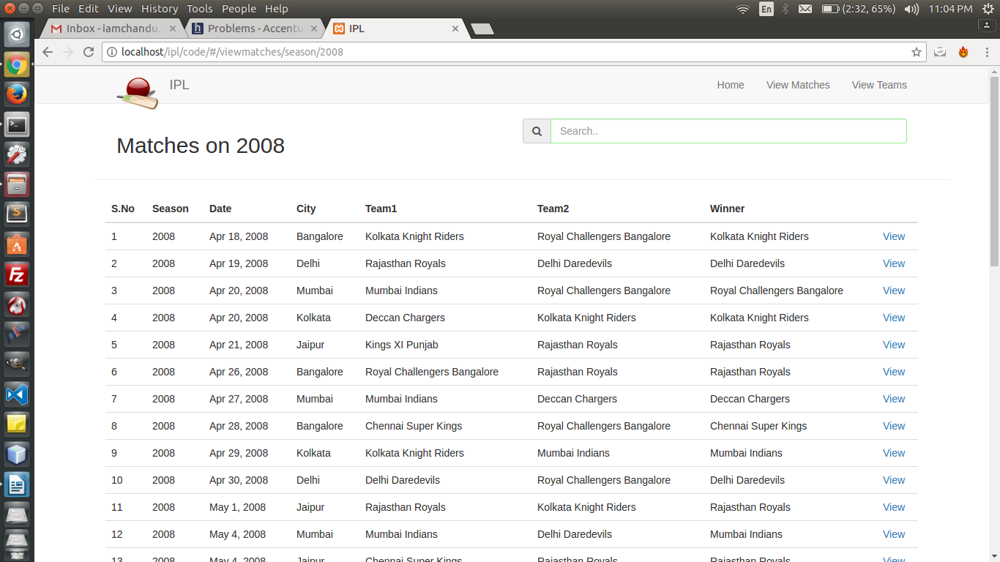 File Edit View History Tools People Help
En (2:32, 65%) 11:04 PM
Inbox - iamchandu. Problems - Accentu IPL
localhost/ipl/code/#/viewmatches/season/2008
IPL Home View Matches View Teams
Search..
Matches on 2008
S.No Season Date City Team1 Team2 Winner
1 2008 Apr 18, 2008 Bangalore Kolkata Knight Riders Royal Challengers Bangalore Kolkata Knight Riders View
2 2008 Apr 19, 2008 Delhi Rajasthan Royals Delhi Daredevils Delhi Daredevils View
3 2008 Apr 20, 2008 Mumbai Mumbai Indians Royal Challengers Bangalore Royal Challengers Bangalore View
4 2008 Apr 20, 2008 Kolkata Deccan Chargers Kolkata Knight Riders Kolkata Knight Riders View
5 2008 Apr 21, 2008 Jaipur Kings XI Punjab Rajasthan Royals Rajasthan Royals View
6 2008 Apr 26, 2008 Bangalore Royal Challengers Bangalore Rajasthan Royals Rajasthan Royals View
7 2008 Apr 27, 2008 Mumbai Mumbai Indians Deccan Chargers Deccan Chargers View
8 2008 Apr 28, 2008 Bangalore Chennai Super Kings Royal Challengers Bangalore Chennai Super Kings View
9 2008 Apr 29, 2008 Kolkata Kolkata Knight Riders Mumbai Indians Mumbai Indians View
10 2008 Apr 30, 2008 Delhi Delhi Daredevils Royal Challengers Bangalore Delhi Daredevils View
11 2008 May 1, 2008 Jaipur Rajasthan Royals Kolkata Knight Riders Rajasthan Royals View
12 2008 May 4, 2008 Mumbai Mumbai Indians Delhi Daredevils Mumbai Indians View
13 2008 May 4, 2008 Jaipur Chennai Super Kings Rajasthan Royals Rajasthan Royals View